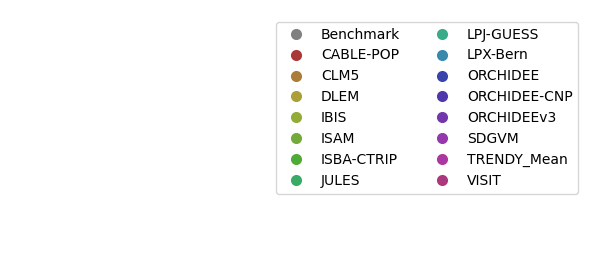 Benchmark
CABLE-POP
CLM5
DLEM
IBIS
ISAM
ISBA-CTRIP
JULES
LPJ-GUESS
LPX-Bern
ORCHIDEE
ORCHIDEE-CNP
ORCHIDEEv3
SDGVM
TRENDY_Mean
VISIT